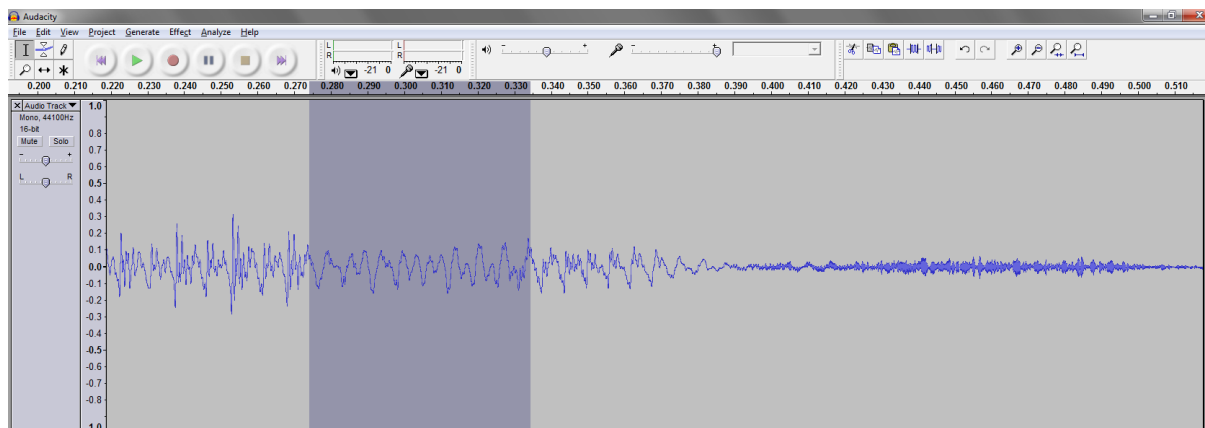 Audacity
File Edit View Project Generate Effect Analyze Help
L R L R - + - +
-21 0 -21 0
0.200 0.210 0.220 0.230 0.240 0.250 0.260 0.270 0.280 0.290 0.300 0.310 0.320 0.330 0.340 0.350 0.360 0.370 0.380 0.390 0.400 0.410 0.420 0.430 0.440 0.450 0.460 0.470 0.480 0.490 0.500 0.510
X Audio Track
Mono, 44100Hz
16-bit
Mute Solo
- +
L R
1.0
0.8
0.7
0.6
0.5
0.4
0.3
0.2
0.1
0.0
-0.1
-0.2
-0.3
-0.4
-0.5
-0.6
-0.7
-0.8
1.0